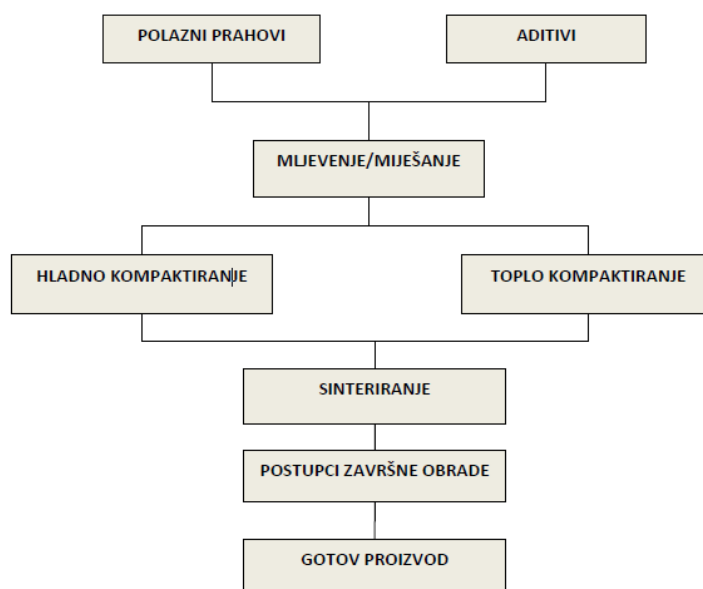 POLAZNI PRAHOVI
ADITIVI
MLJEVENJE/MIJEŠANJE
HLADNO KOMPAKTIRANJE
TOPLO KOMPAKTIRANJE
SINTERIRANJE
POSTUPCI ZAVRŠNE OBRADE
GOTOV PROIZVOD